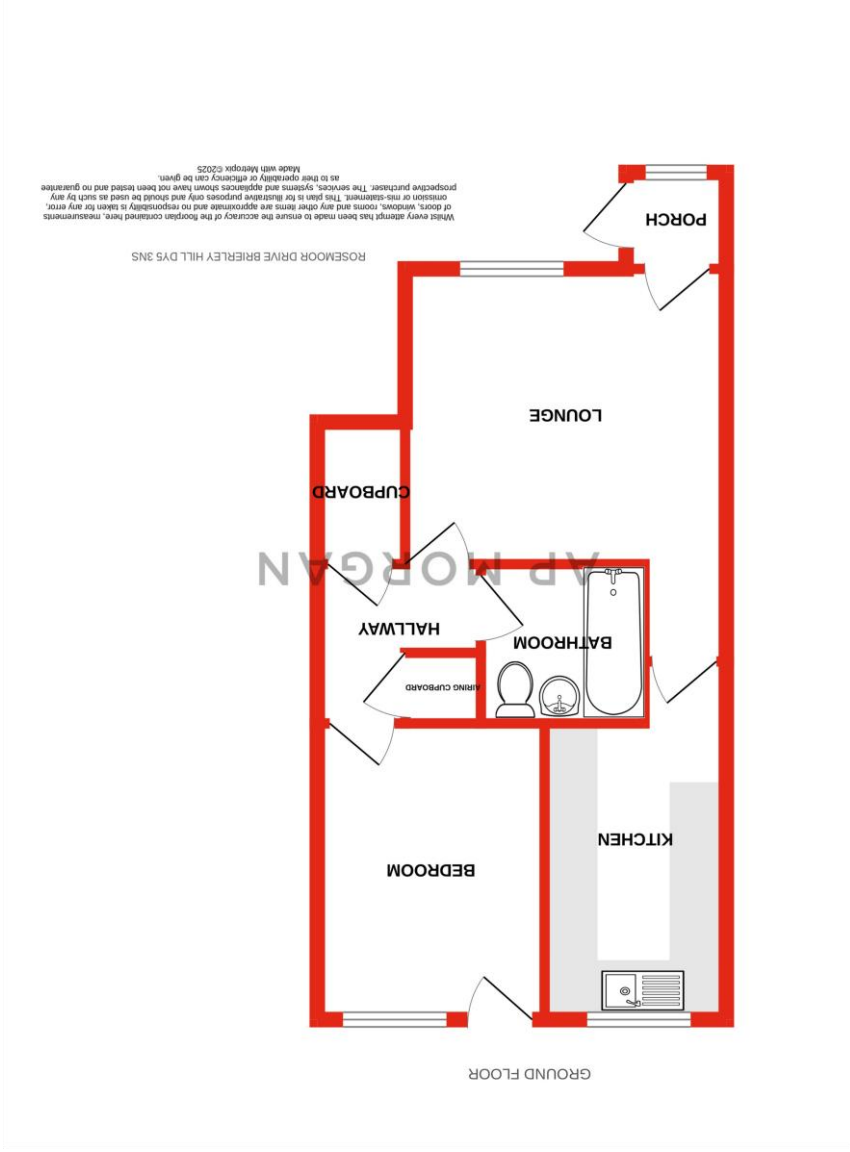 GROUND FLOOR
KITCHEN
BEDROOM
AIRING CUPBOARD
BATHROOM
HALLWAY
AP MORGAN
CUPBOARD
LOUNGE
PORCH
ROSEMOOR DRIVE BRIERLEY HILL DY5 3NS
Whilst every attempt has been made to ensure the accuracy of the floorplan contained here, measurements
of doors, windows, rooms and any other items are approximate and no responsibility is taken for any error,
omission or mis-statement. This plan is for illustrative purposes only and should be used as such by any
prospective purchaser. The services, systems and appliances shown have not been tested and no guarantee
as to their operability or efficiency can be given.
Made with Metropix ©2025